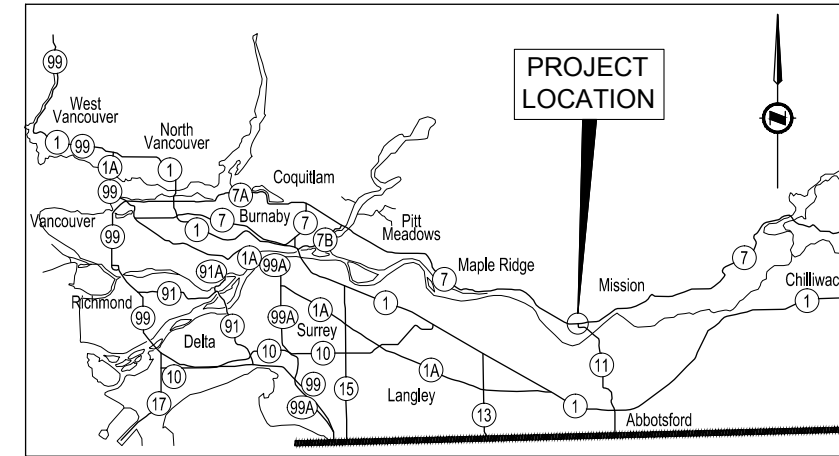 PROJECT
LOCATION
99
West
Vancouver
North
Vancouver
1
99
1A
1
99
7A
Coquitlam
Vancouver
99
1
7
Burnaby
7
7B
Pitt
Meadows
91A
1A
99A
7
Maple Ridge
Mission
7
Chilliwac
1
Richmond
91
99
91
99A
Surrey
1A
1
Delta
10
10
10
99
15
1A
11
17
99A
Langley
13
1
Abbotsford